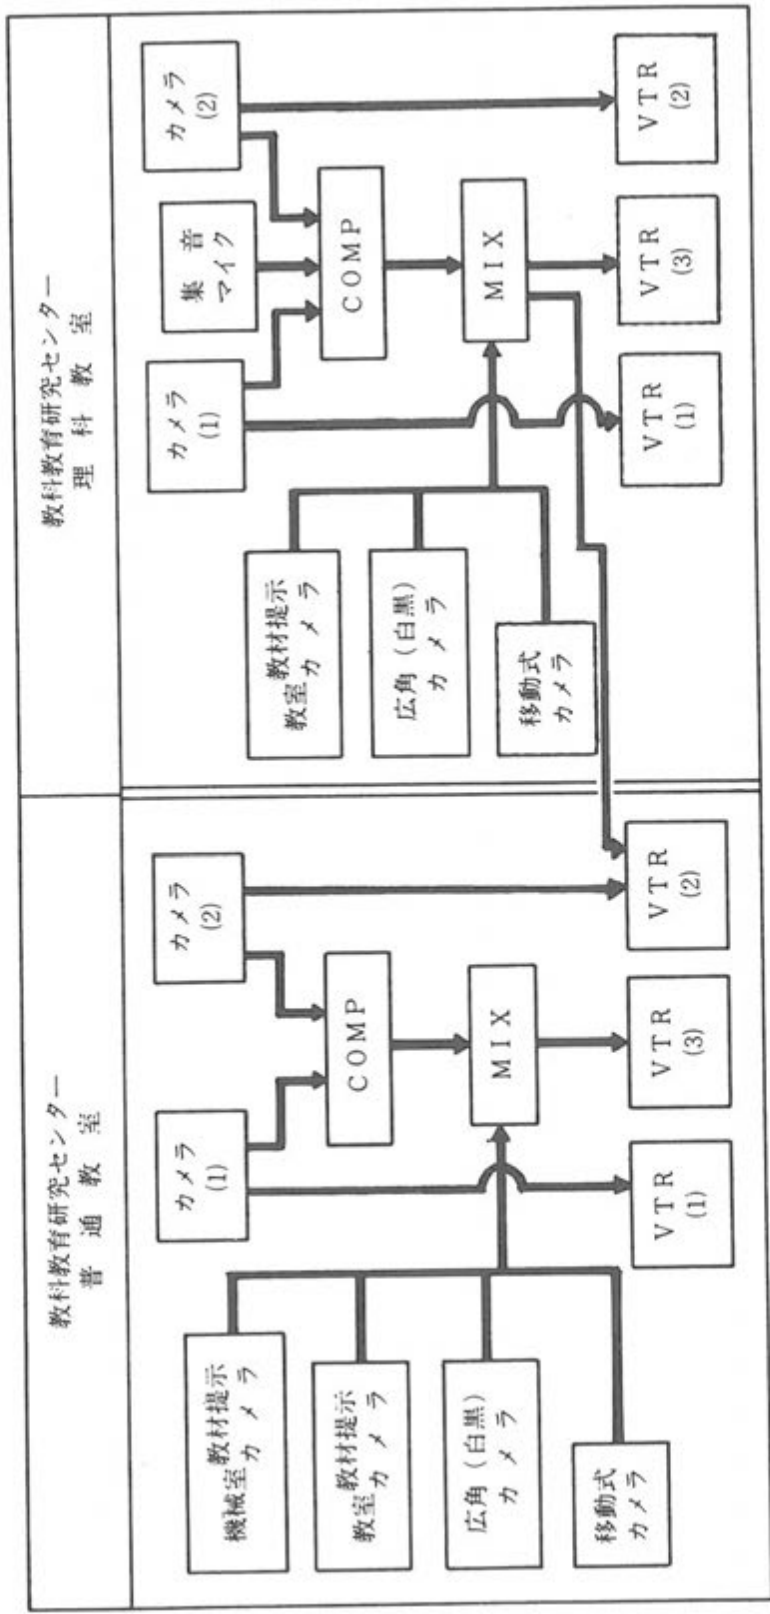 教科教育研究センター
普通教室
カメラ
(1)
カメラ
(2)
COMP
MIX
機械室教材提示
カメラ
教室教材提示
カメラ
広角(白黒)
カメラ
移動式
カメラ
VTR
(1)
VTR
(3)
VTR
(2)
教科教育研究センター
理科教室
カメラ
(1)
集音
マイク
カメラ
(2)
COMP
MIX
教室教材提示
カメラ
広角(白黒)
カメラ
移動式
カメラ
VTR
(1)
VTR
(3)
VTR
(2)